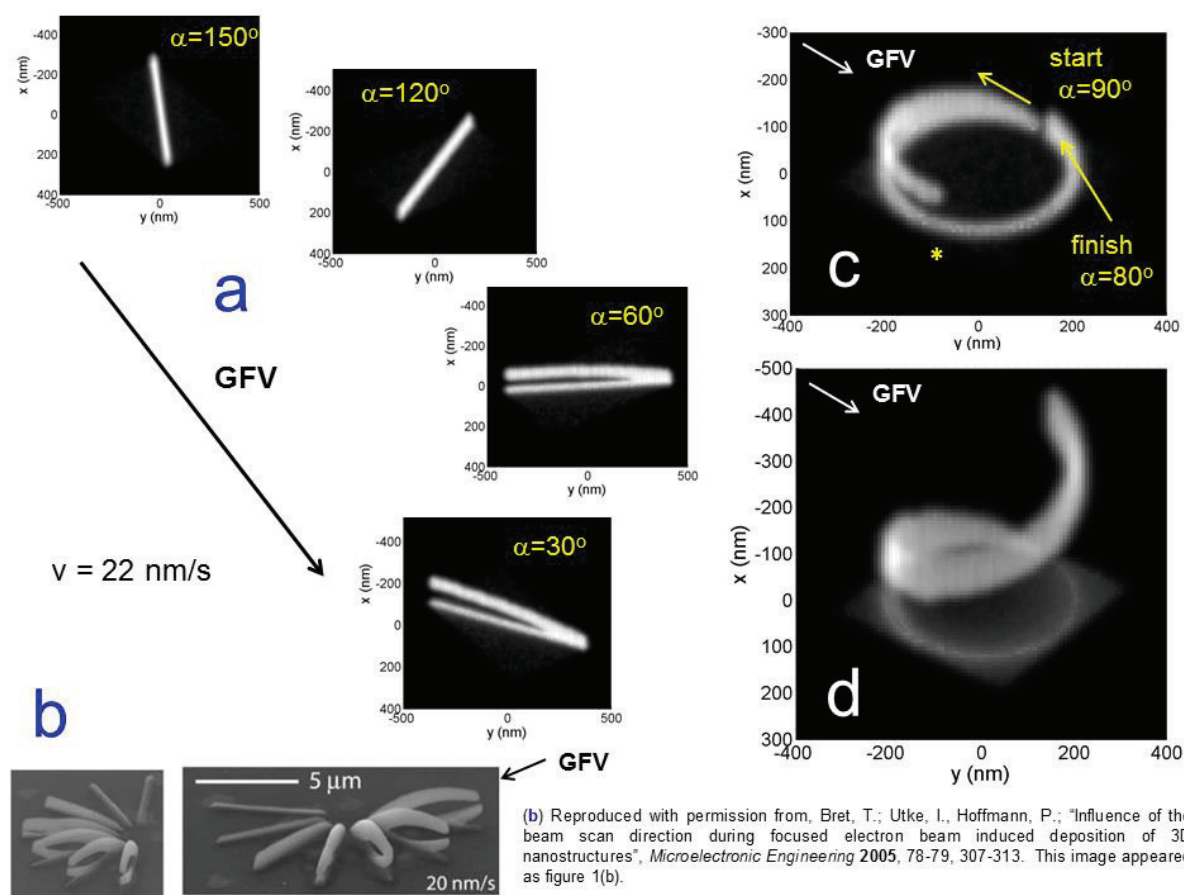 α=150°
x (nm)
-400
-200
0
200
400
-500
0
500
y (nm)
α=120°
x (nm)
-400
-200
0
200
400
-500
0
500
y (nm)
a
GFV
v = 22 nm/s
α=60°
x (nm)
-400
-200
0
200
400
-500
0
500
y (nm)
α=30°
x (nm)
-400
-200
0
200
400
-500
0
500
y (nm)
b
5 μm
20 nm/s
GFV
GFV
start
α=90°
finish
α=80°
*
c
x (nm)
-300
-200
-100
0
100
200
300
-400
-200
0
200
400
y (nm)
GFV
d
x (nm)
-500
-400
-300
-200
-100
0
100
200
300
-400
-200
0
200
400
y (nm)
(b) Reproduced with permission from, Bret, T.; Utke, I., Hoffmann, P.; “Influence of the
beam scan direction during focused electron beam induced deposition of 3D
nanostructures”, Microelectronic Engineering 2005, 78-79, 307-313. This image appeared
as figure 1(b).